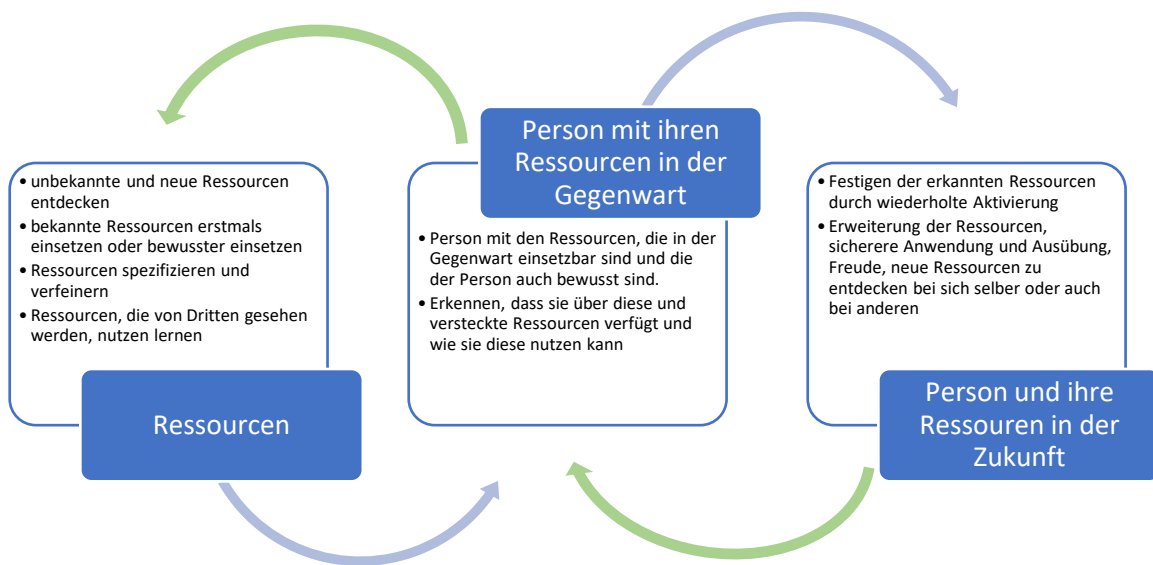 • unbekannte und neue Ressourcen
entdecken
• bekannte Ressourcen erstmals
einsetzen oder bewusster einsetzen
• Ressourcen spezifizieren und
verfeinern
• Ressourcen, die von Dritten gesehen
werden, nutzen lernen
Ressourcen
Person mit ihren
Ressourcen in der
Gegenwart
• Person mit den Ressourcen, die in der
Gegenwart einsetzbar sind und die
der Person auch bewusst sind.
• Erkennen, dass sie über diese und
versteckte Ressourcen verfügt und
wie sie diese nutzen kann
• Festigen der erkannten Ressourcen
durch wiederholte Aktivierung
• Erweiterung der Ressourcen,
sicherere Anwendung und Ausübung,
Freude, neue Ressourcen zu
entdecken bei sich selber oder auch
bei anderen
Person und ihre
Ressouren in der
Zukunft